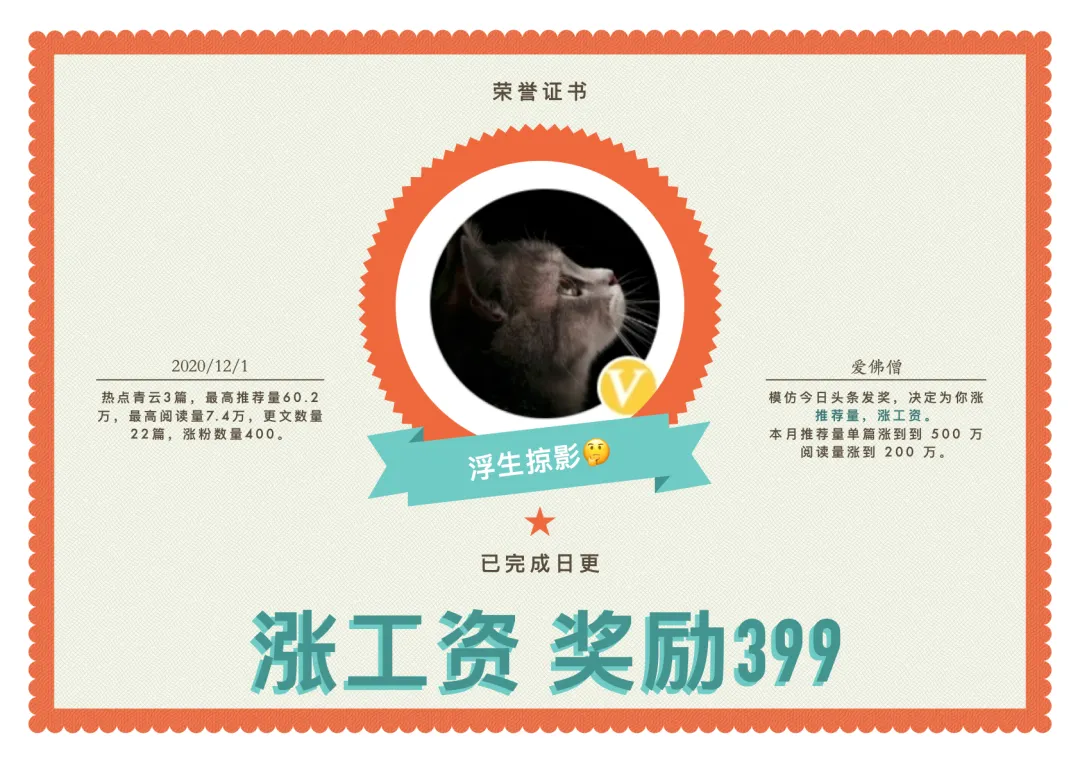 荣誉证书
2020/12/1
热点青云3篇，最高推荐量60.2
万，最高阅读量7.4万，更文数量
22篇，涨粉数量400。
爱佛僧
模仿今日头条发奖，决定为你涨
推荐量，涨工资。
本月推荐量单篇涨到到 500 万
阅读量涨到 200 万。
V
浮生掠影🤔
已完成日更
涨工资 奖励399